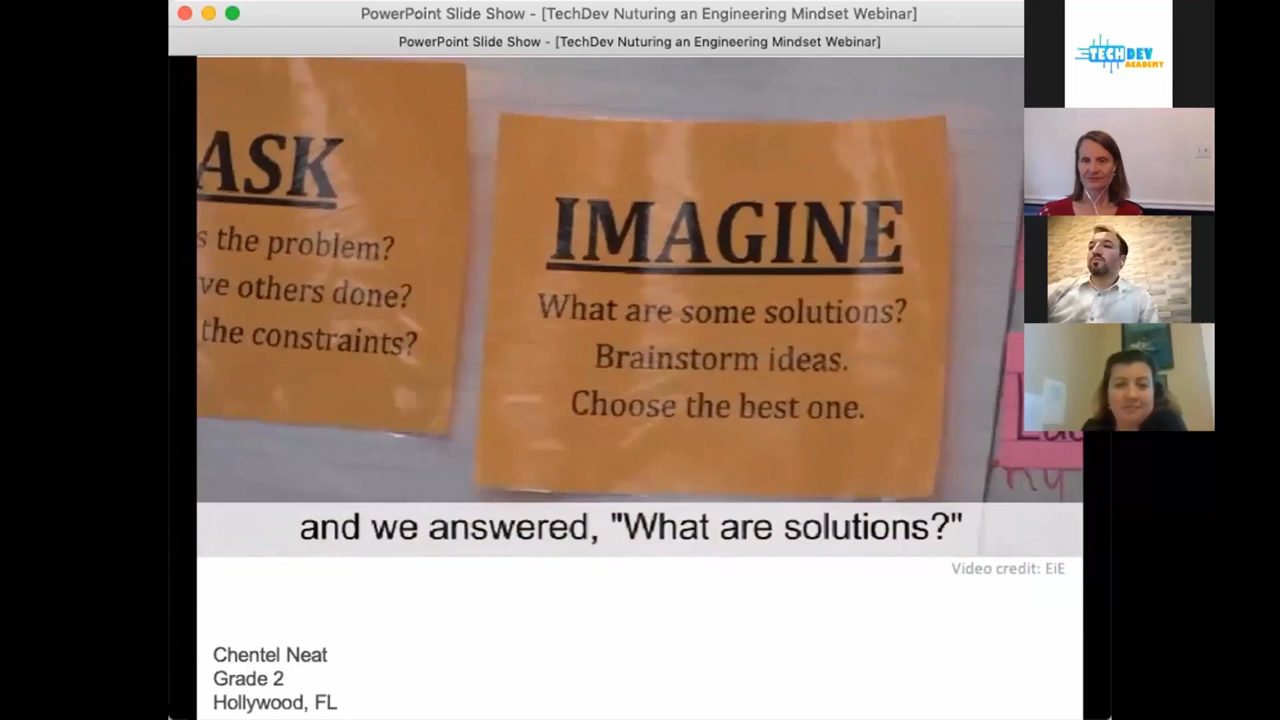 PowerPoint Slide Show - [TechDev Nuturing an Engineering Mindset Webinar]
PowerPoint Slide Show - [TechDev Nuturing an Engineering Mindset Webinar]
TECHDEV
ACADEMY
ASK
s the problem?
ve others done?
the constraints?
IMAGINE
What are some solutions?
Brainstorm ideas.
Choose the best one.
and we answered, "What are solutions?"
Video credit: EiE
Chentel Neat
Grade 2
Hollywood, FL